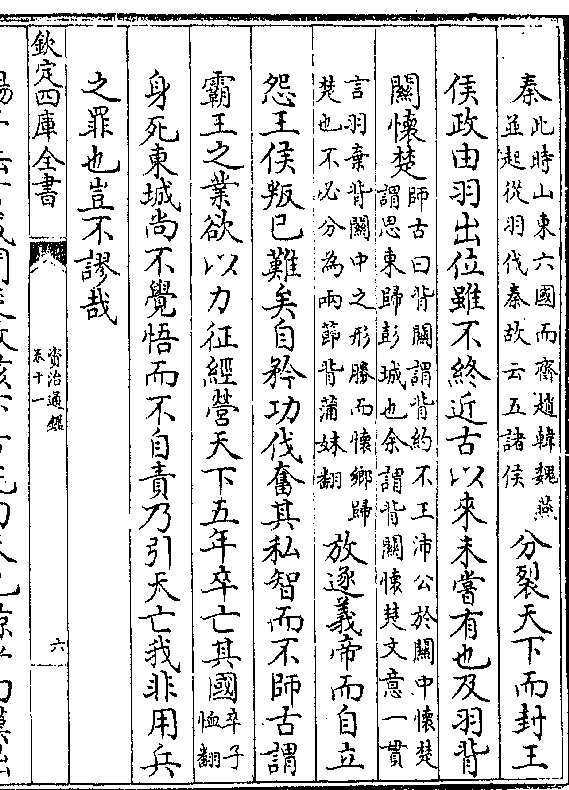 秦此時山東六國而齊趙韓魏燕
並起從羽伐秦故云五諸侯分裂天下而封王
侯政由羽出位雖不終近古以來未嘗有也及羽背
關懷楚師古曰背關謂背約不王沛公於關中懷楚
謂思東歸彭城也余謂背關懷楚文意一貫
言羽棄背關中之形勝而懷鄉歸
楚也不必分為兩節背蒲妹翻放逐義帝而自立
怨王侯叛已難矣自矜功伐奮其私智而不師古謂
霸王之業欲以力征經營天下五年卒亡其國卒子
恤翻
身死東城尚不覺悟而不自責乃引天亡我非用兵
之罪也豈不謬哉
欽定四庫全書
資治通鑑
卷十一
六